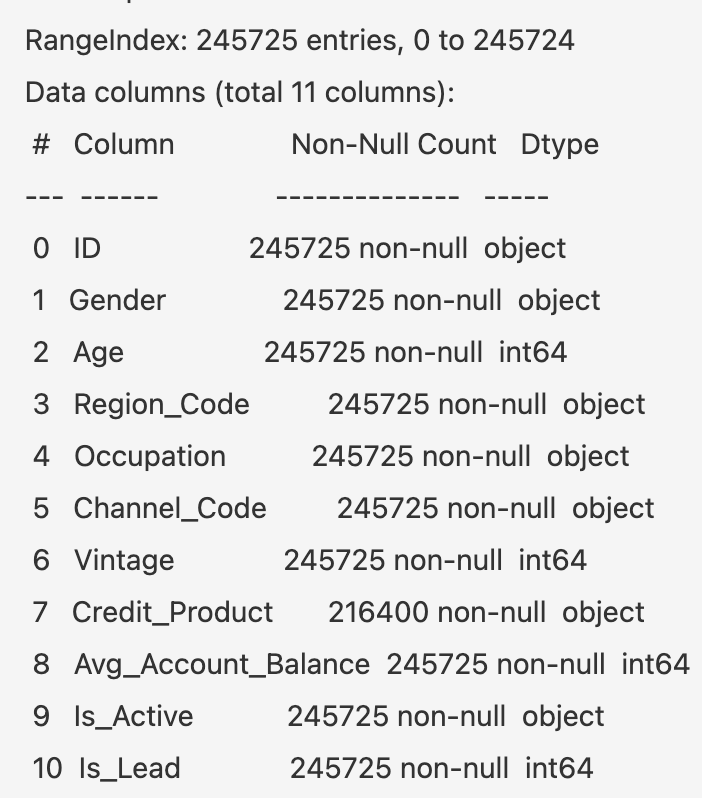 RangeIndex: 245725 entries, 0 to 245724
Data columns (total 11 columns):
# Column Non-Null Count Dtype
--- ------ -------------- -----
0 ID 245725 non-null object
1 Gender 245725 non-null object
2 Age 245725 non-null int64
3 Region_Code 245725 non-null object
4 Occupation 245725 non-null object
5 Channel_Code 245725 non-null object
6 Vintage 245725 non-null int64
7 Credit_Product 216400 non-null object
8 Avg_Account_Balance 245725 non-null int64
9 Is_Active 245725 non-null object
10 Is_Lead 245725 non-null int64